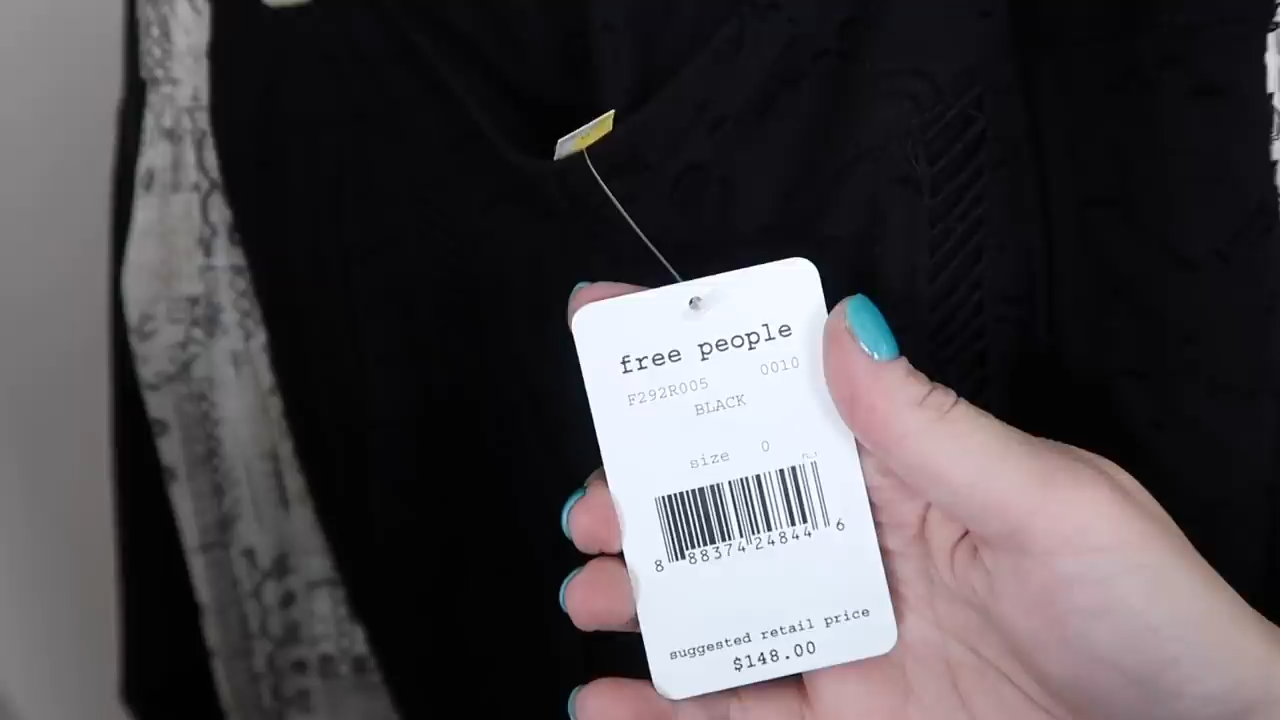 free people
F292R005 0010
BLACK
size 0
8 88374 24844 6
suggested retail price
$148.00